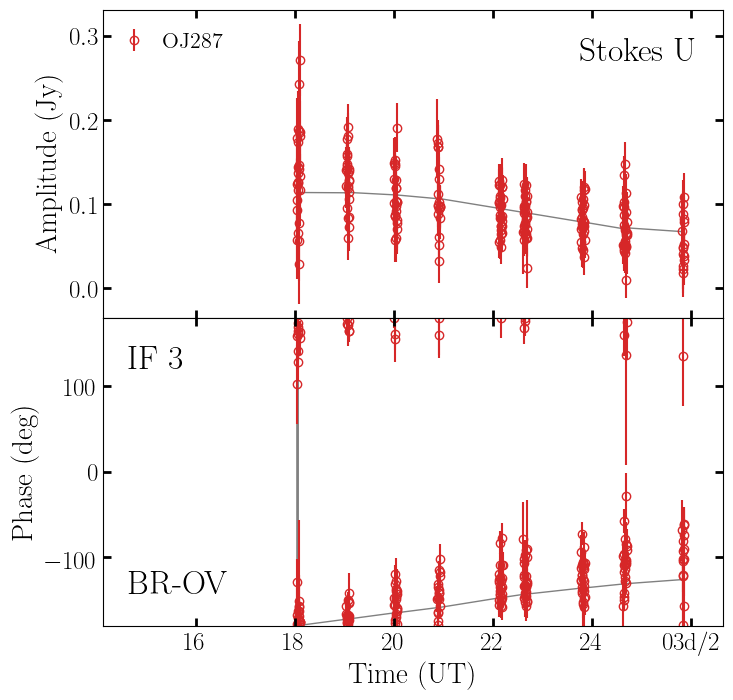 0.3
OJ287
Stokes U
0.2
0.1
0.0
Amplitude (Jy)
IF 3
100
0
−100
Phase (deg)
BR-OV
16 18 20 22 24 03d/2
Time (UT)